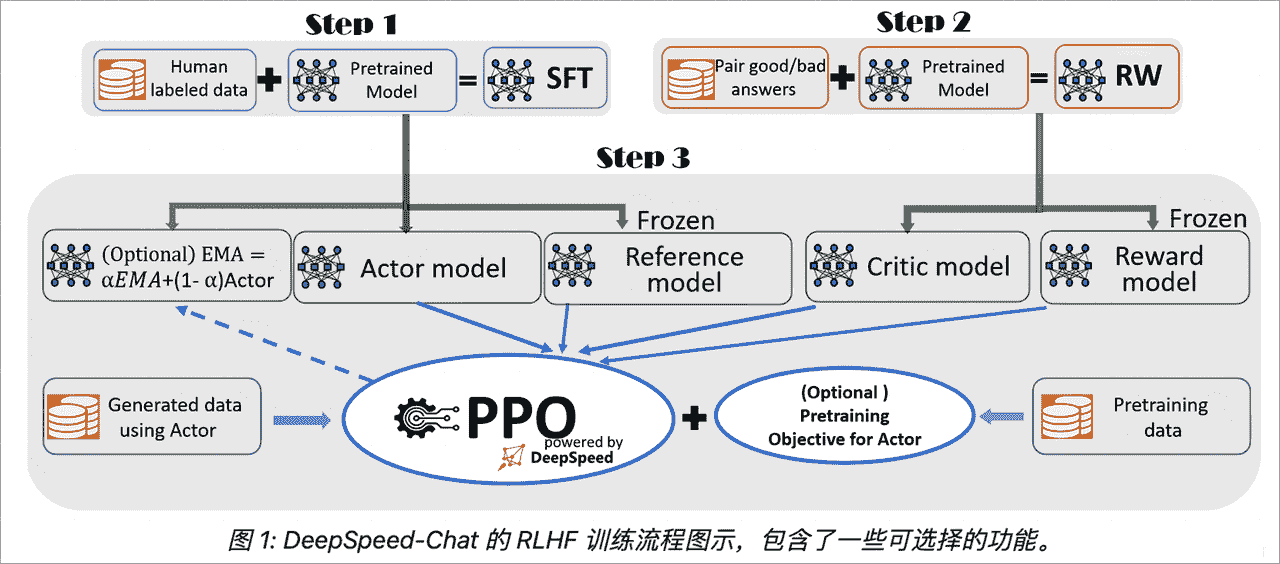 Step 1
Step 2
Human
labeled data
Pretrained
Model
SFT
Pair good/bad
answers
Pretrained
Model
RW
Step 3
Frozen
Frozen
(Optional) EMA =
αEMA+(1- α)Actor
Actor model
Reference
model
Critic model
Reward
model
Generated data
using Actor
PPO
powered by
DeepSpeed
(Optional )
Pretraining
Objective for Actor
Pretraining
data
图 1: DeepSpeed-Chat 的 RLHF 训练流程图示，包含了一些可选择的功能。